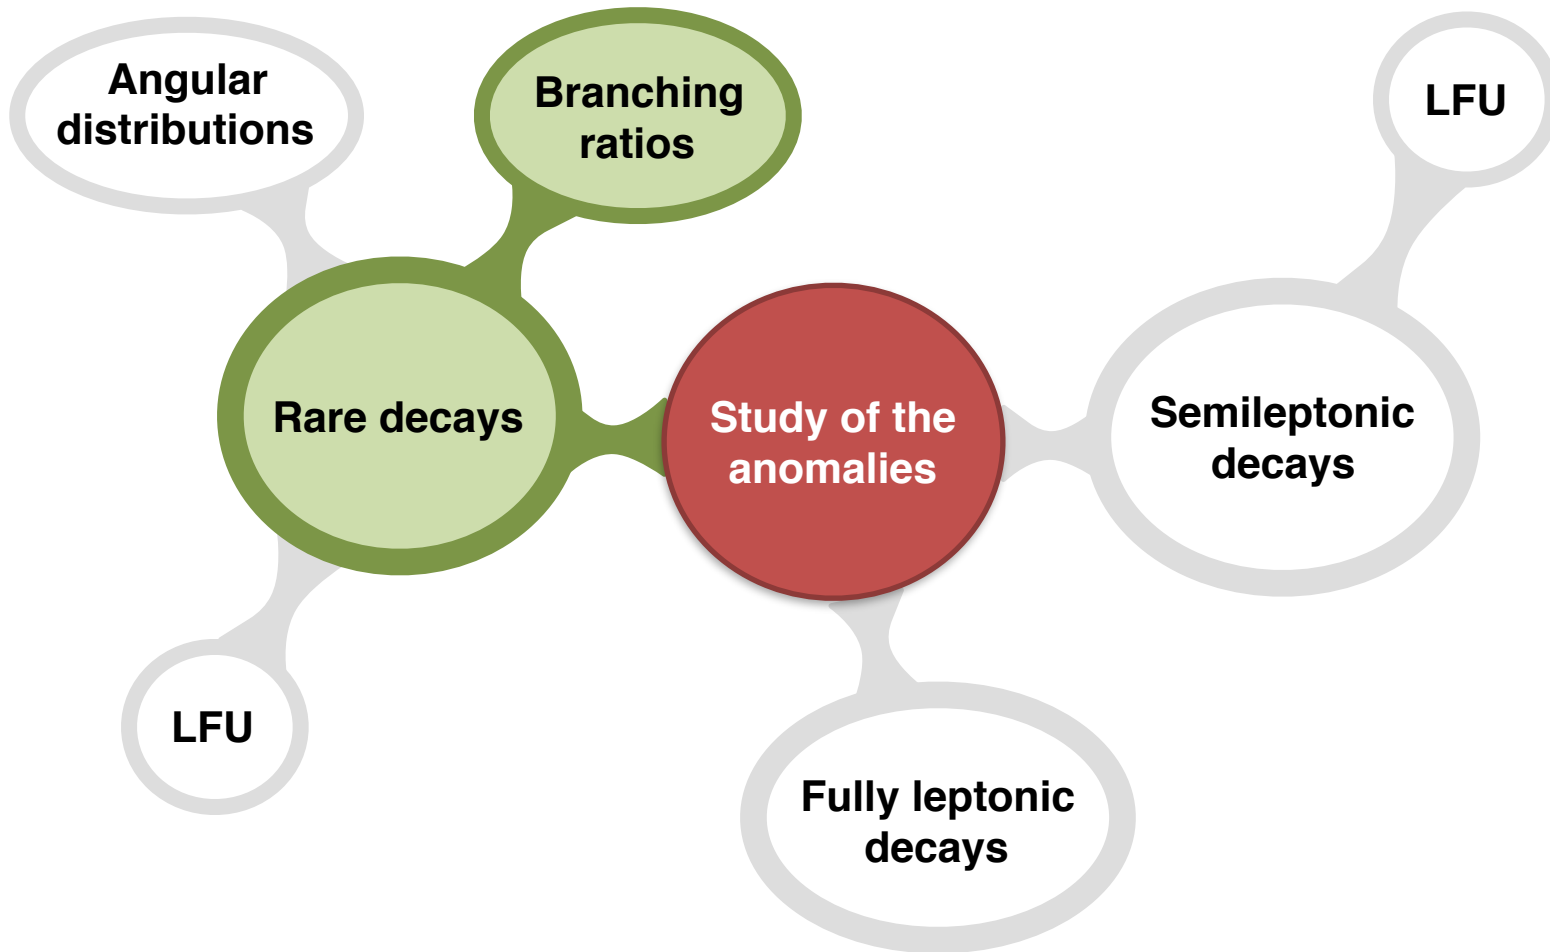 Angular
distributions
Branching
ratios
LFU
Rare decays
Study of the
anomalies
Semileptonic
decays
LFU
Fully leptonic
decays